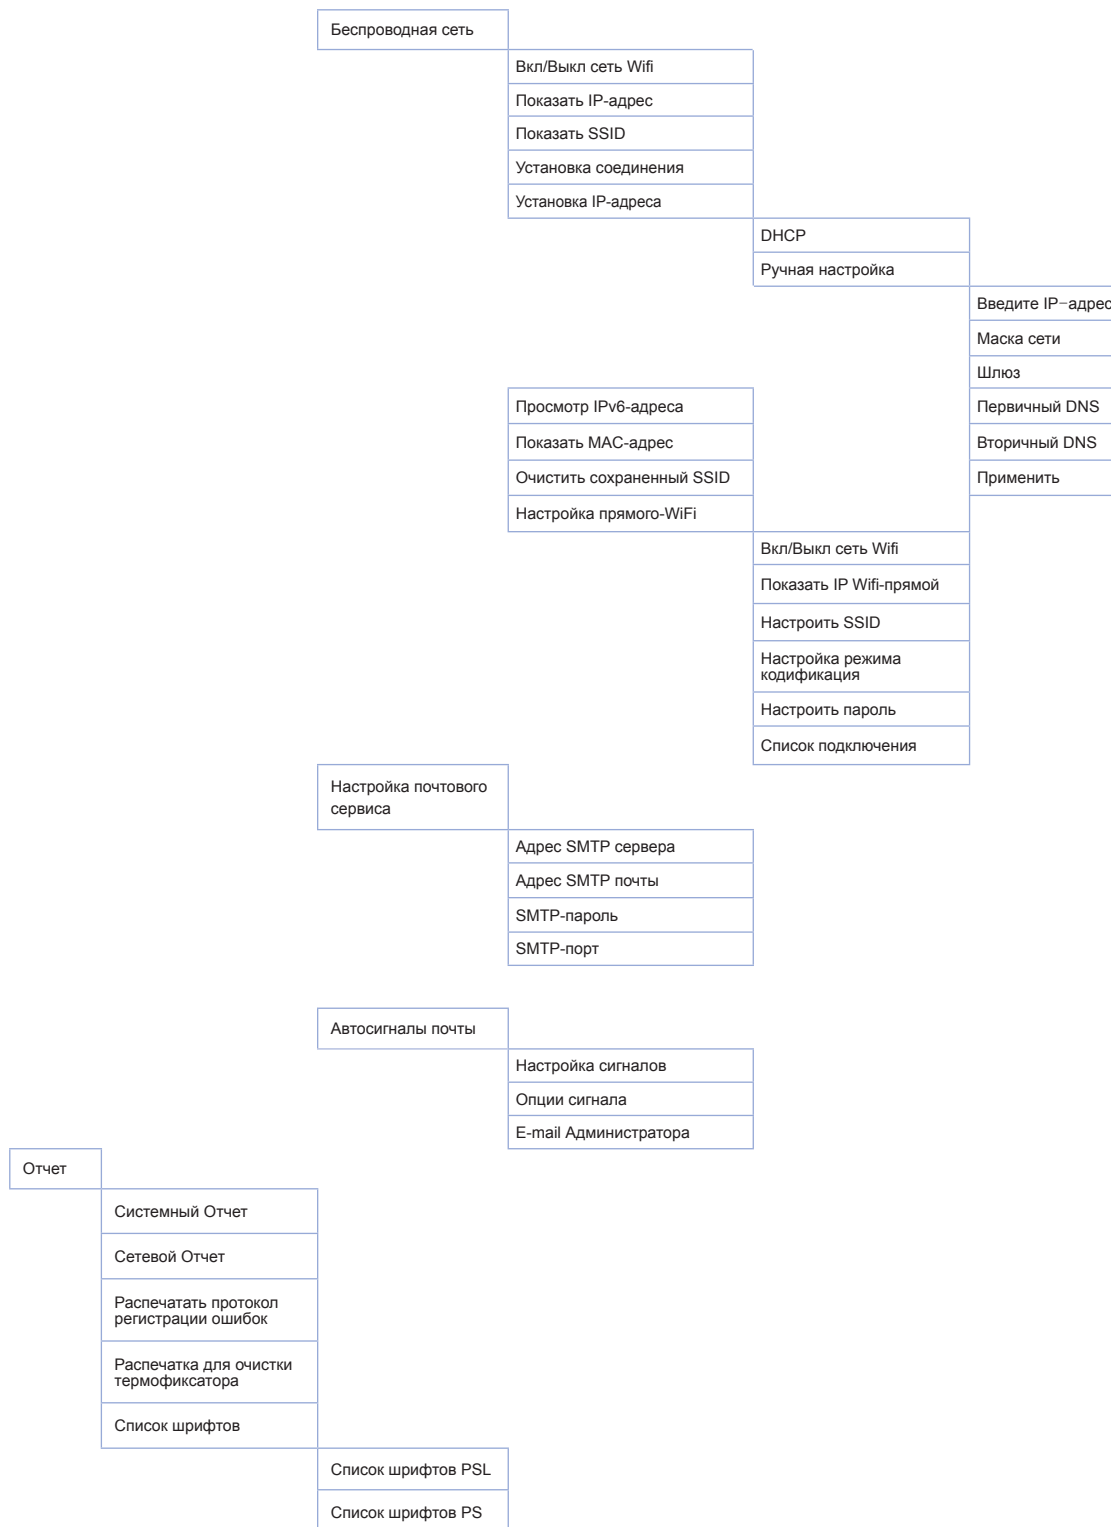 Беспроводная сеть
Вкл/Выкл сеть Wifi
Показать IP-адрес
Показать SSID
Установка соединения
Установка IP-адреса
DHCP
Ручная настройка
Введите IP-адрес
Маска сети
Шлюз
Просмотр IPv6-адреса
Первичный DNS
Показать MAC-адрес
Вторичный DNS
Очистить сохраненный SSID
Применить
Настройка прямого-WiFi
Вкл/Выкл сеть Wifi
Показать IP Wifi-прямой
Настроить SSID
Настройка режима
кодификация
Настроить пароль
Список подключения
Настройка почтового
сервиса
Адрес SMTP сервера
Адрес SMTP почты
SMTP-пароль
SMTP-порт
Автосигналы почты
Настройка сигналов
Опции сигнала
E-mail Администратора
Отчет
Системный Отчет
Сетевой Отчет
Распечатать протокол
регистрации ошибок
Распечатка для очистки
термофиксатора
Список шрифтов
Список шрифтов PSL
Список шрифтов PS